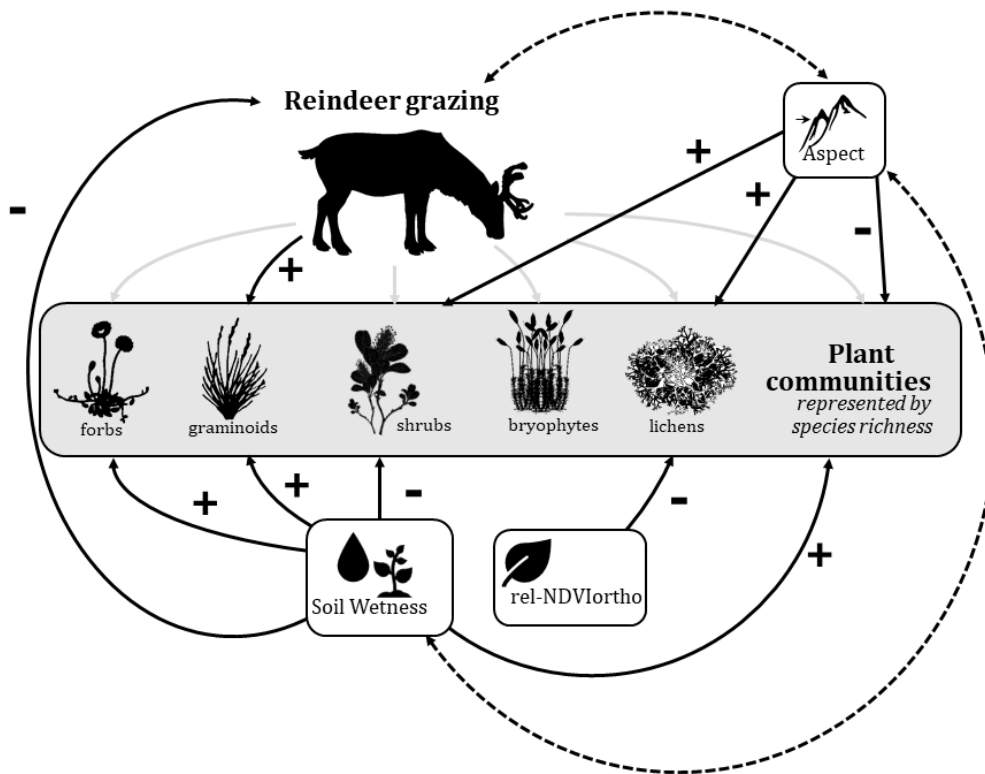 Reindeer grazing
Aspect
+
+
-
-
+
forbs
graminoids
shrubs
bryophytes
lichens
Plant
communities
represented by
species richness
+
+
-
-
+
Soil Wetness
rel-NDVIortho